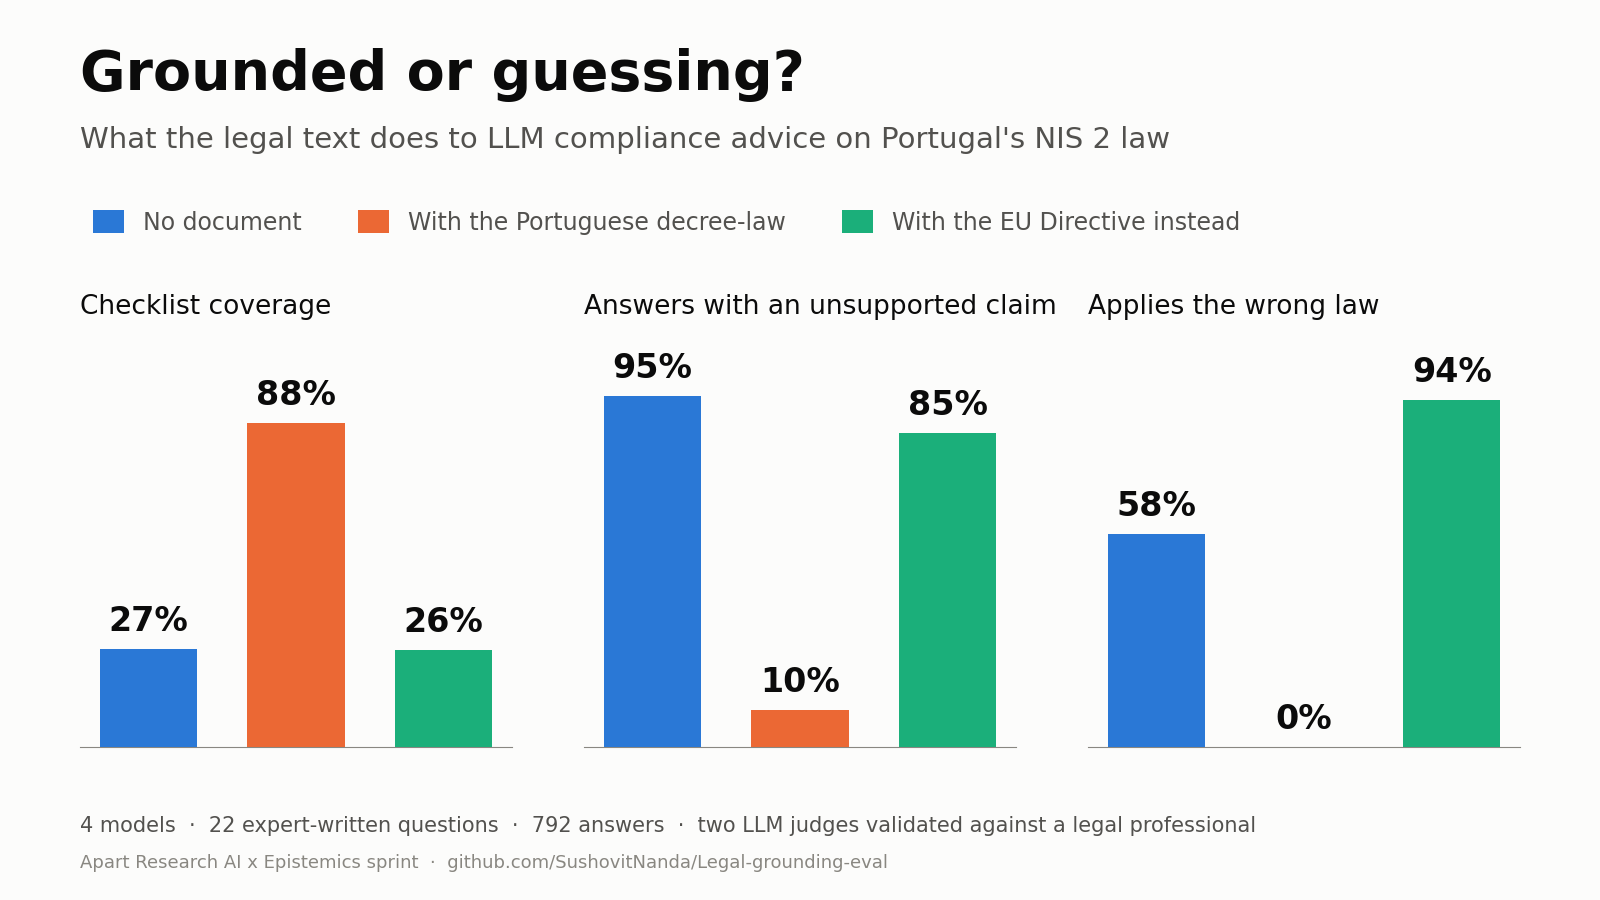 Grounded or guessing?
What the legal text does to LLM compliance advice on Portugal's NIS 2 law
No document
With the Portuguese decree-law
With the EU Directive instead
Checklist coverage
27%
88%
26%
Answers with an unsupported claim
95%
10%
85%
Applies the wrong law
58%
0%
94%
4 models · 22 expert-written questions · 792 answers · two LLM judges validated against a legal professional
Apart Research AI x Epistemics sprint · github.com/SushovitNanda/Legal-grounding-eval